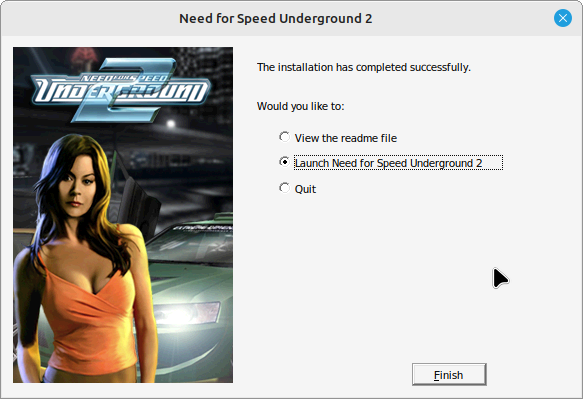 Need for Speed Underground 2
NEED FOR SPEED
UNDERGROUND
2
The installation has completed successfully.
Would you like to:
View the readme file
Launch Need for Speed Underground 2
Quit
Finish